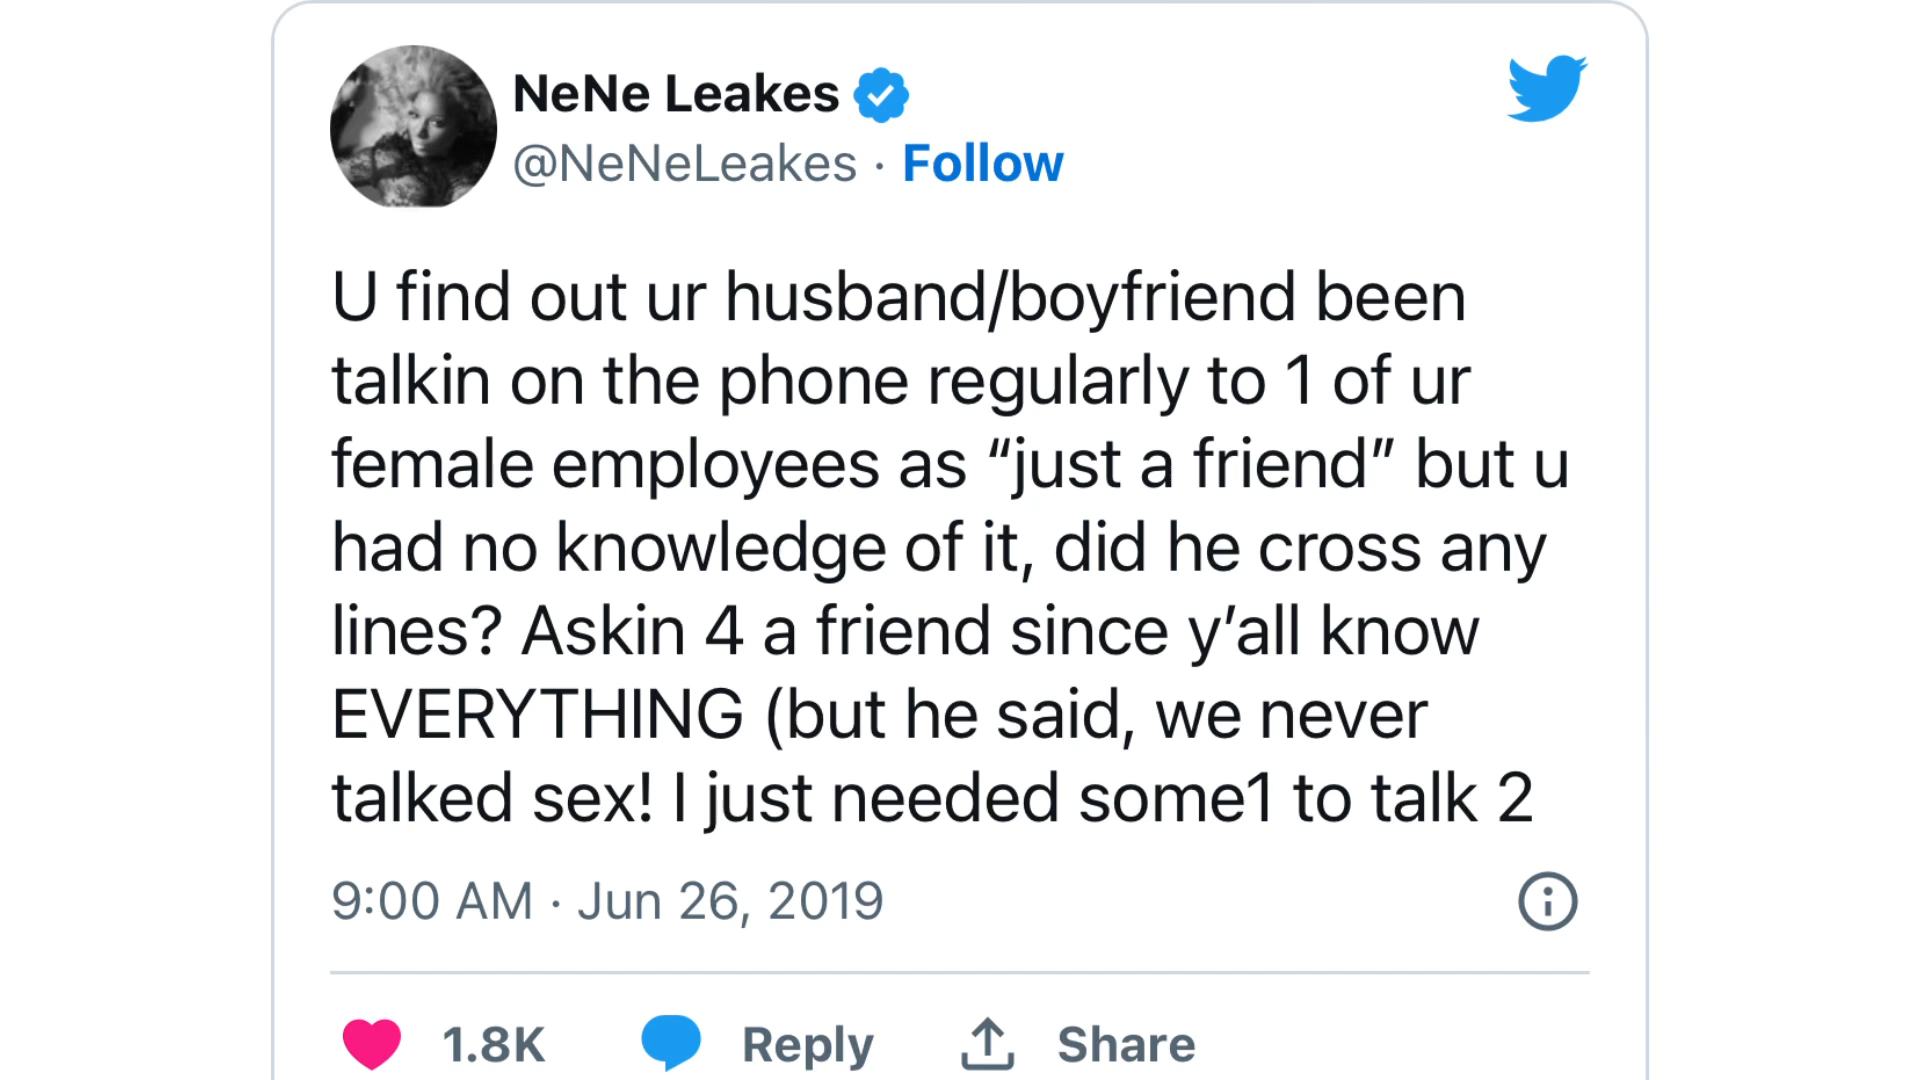 NeNe Leakes
@NeNeLeakes · Follow
U find out ur husband/boyfriend been
talkin on the phone regularly to 1 of ur
female employees as “just a friend” but u
had no knowledge of it, did he cross any
lines? Askin 4 a friend since y’all know
EVERYTHING (but he said, we never
talked sex! I just needed some1 to talk 2
9:00 AM · Jun 26, 2019
1.8K Reply Share